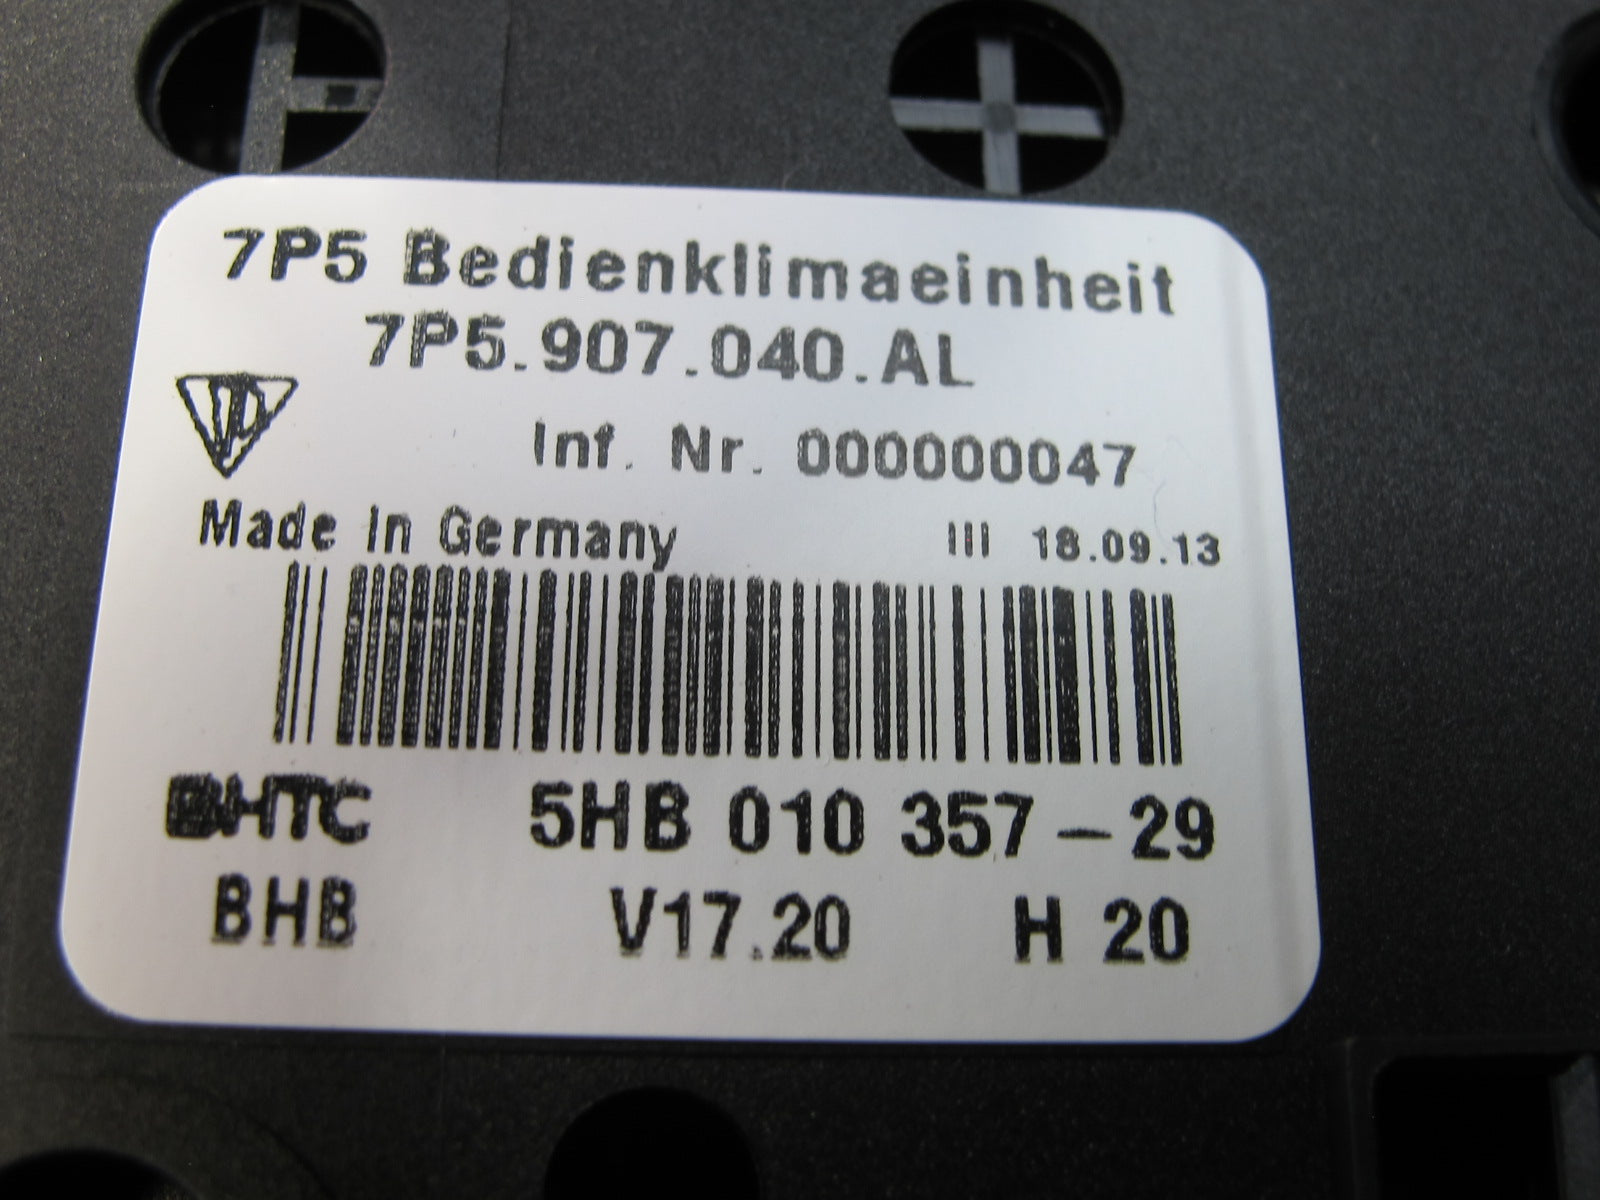 7P5 Bedienklimaeinheit
7P5.907.040.AL
Inf. Nr. 000000047
Made in Germany III 18.09.13
BHTC 5HB 010 357-29
BHB V17.20 H 20